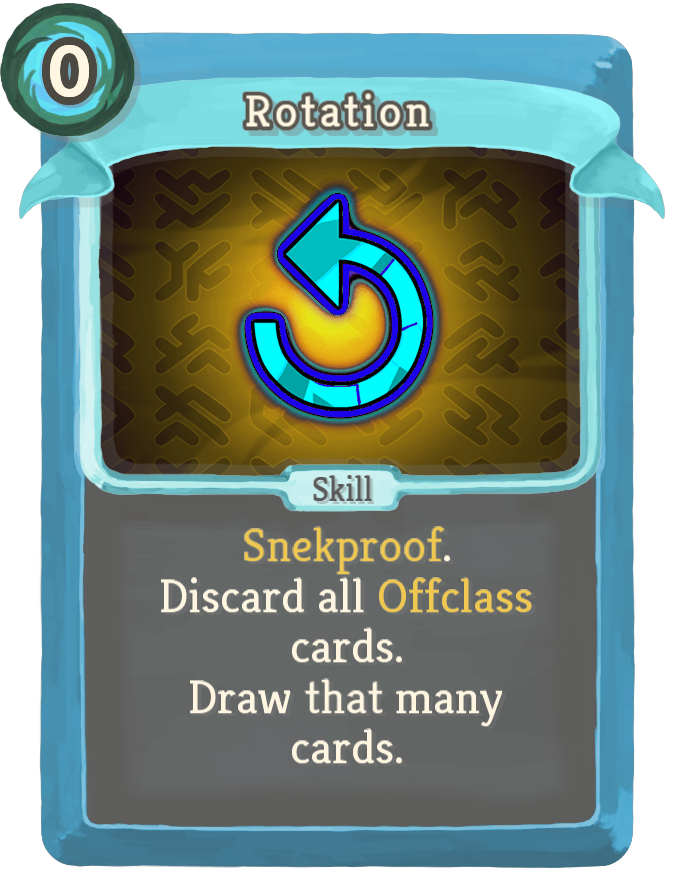 0
Rotation
Skill
Snekproof.
Discard all Offclass
cards.
Draw that many
cards.